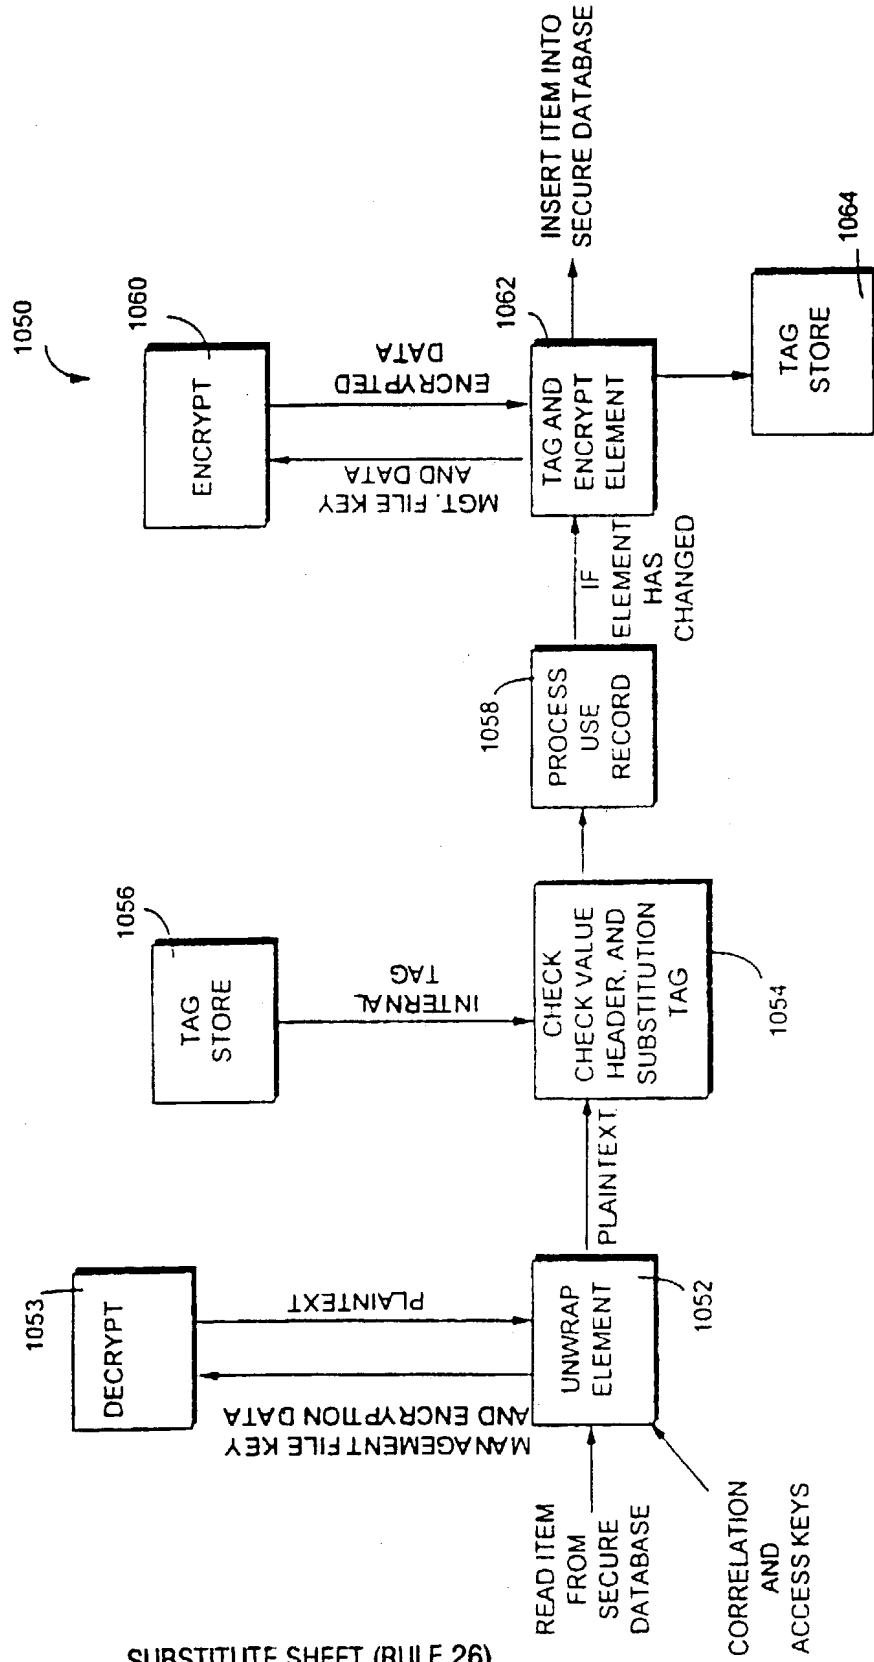 1050
1053
DECRYPT
MANAGEMENT FILE KEY
AND ENCRYPTION DATA
PLAINTEXT
READ ITEM
FROM
SECURE
DATABASE
CORRELATION
AND
ACCESS KEYS
UNWRAP
ELEMENT
1052
PLAINTEXT
1056
TAG
STORE
INTERNAL
TAG
CHECK
CHECK VALUE
HEADER, AND
SUBSTITUTION
TAG
1054
1058
PROCESS
USE
RECORD
IF
ELEMENT
HAS
CHANGED
1060
ENCRYPT
MGT. FILE KEY
AND DATA
ENCRYPTED
DATA
1062
TAG AND
ENCRYPT
ELEMENT
INSERT ITEM INTO
SECURE DATABASE
TAG
STORE
1064
SUBSTITUTE SHEET (RULE 26)